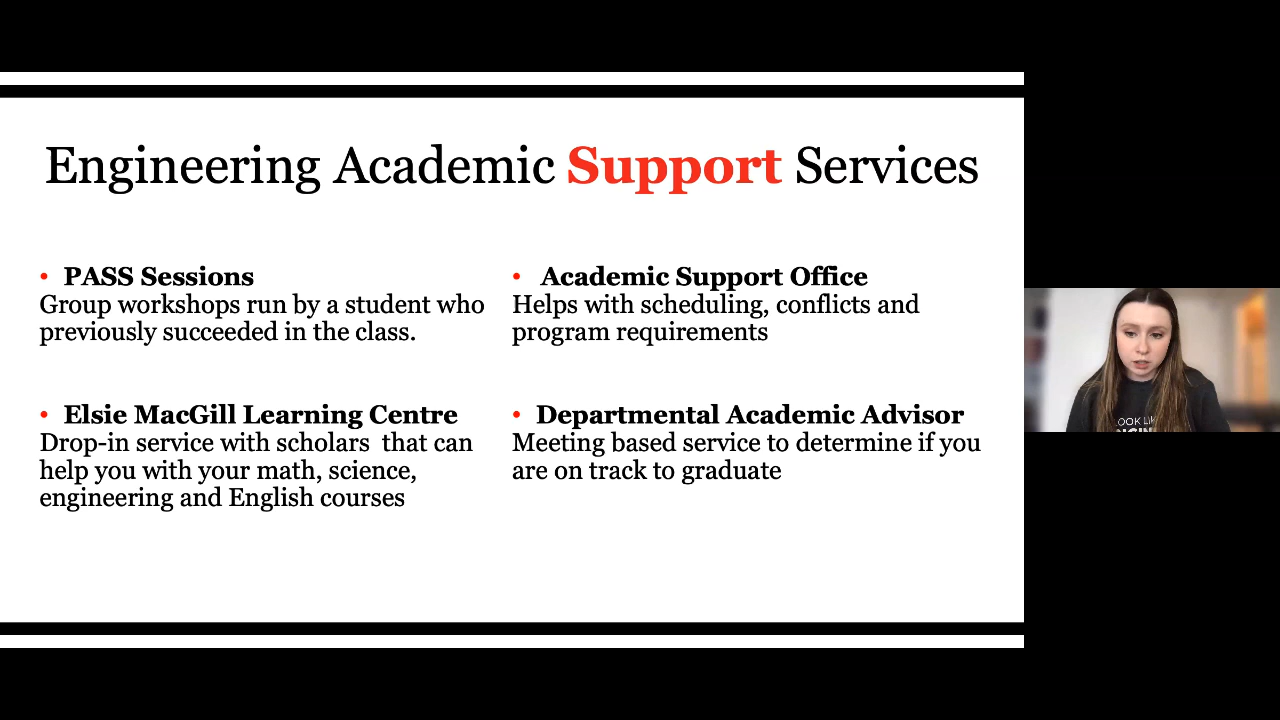 Engineering Academic Support Services
• PASS Sessions
Group workshops run by a student who
previously succeeded in the class.
• Elsie MacGill Learning Centre
Drop-in service with scholars  that can
help you with your math, science,
engineering and English courses
• Academic Support Office
Helps with scheduling, conflicts and
program requirements
• Departmental Academic Advisor
Meeting based service to determine if you
are on track to graduate